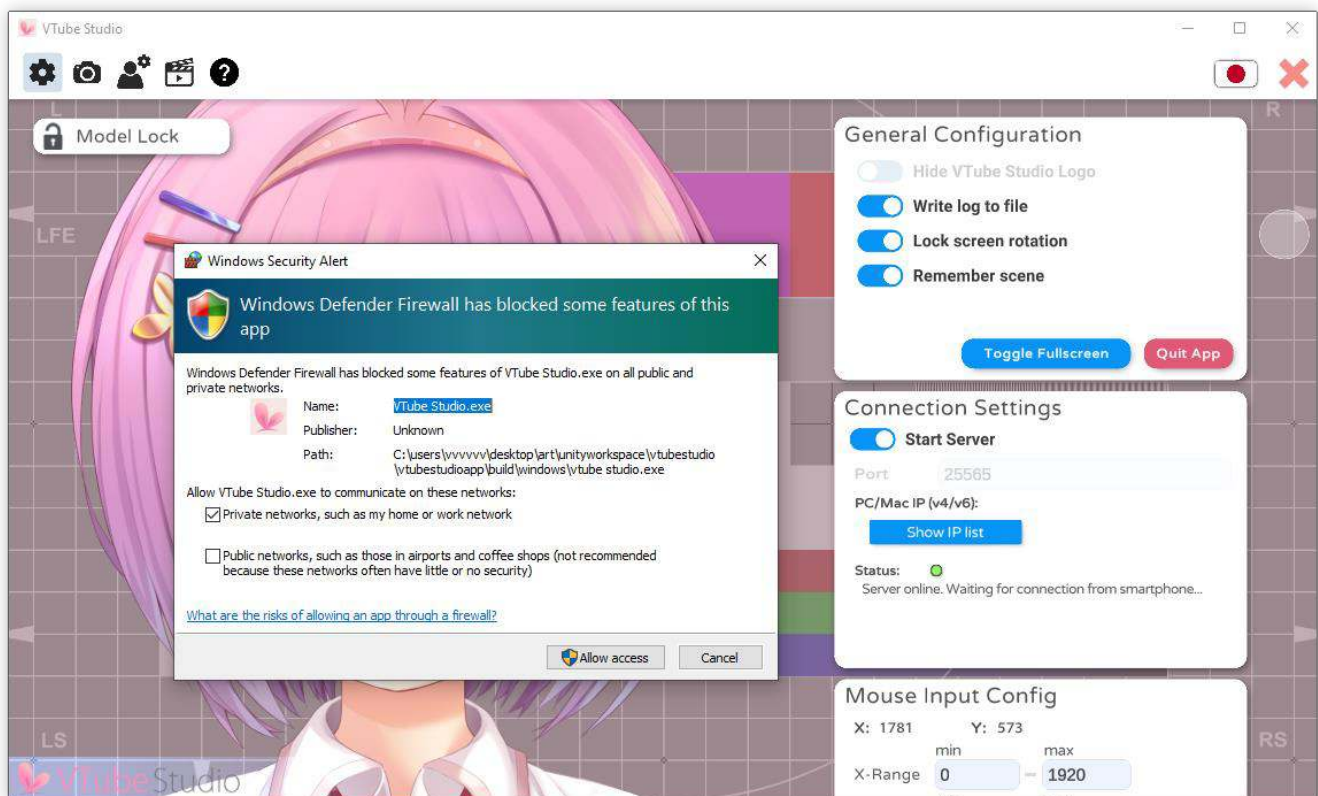 VTube Studio
L
R
Model Lock
LFE
General Configuration
Hide VTube Studio Logo
Write log to file
Lock screen rotation
Remember scene
Toggle Fullscreen
Quit App
Windows Security Alert
Windows Defender Firewall has blocked some features of this
app
Windows Defender Firewall has blocked some features of VTube Studio.exe on all public and
private networks.
Name: VTube Studio.exe
Publisher: Unknown
Path: C:\users\vvvvvv\desktop\art\unityworkspace\vtubestudio
\vtubestudioapp\build\windows\vtube studio.exe
Allow VTube Studio.exe to communicate on these networks:
Private networks, such as my home or work network
Public networks, such as those in airports and coffee shops (not recommended
because these networks often have little or no security)
What are the risks of allowing an app through a firewall?
Allow access
Cancel
Connection Settings
Start Server
Port 25565
PC/Mac IP (v4/v6):
Show IP list
Status:
Server online. Waiting for connection from smartphone...
Mouse Input Config
X: 1781 Y: 573
min max
X-Range 0 – 1920
LS
RS
VTube Studio